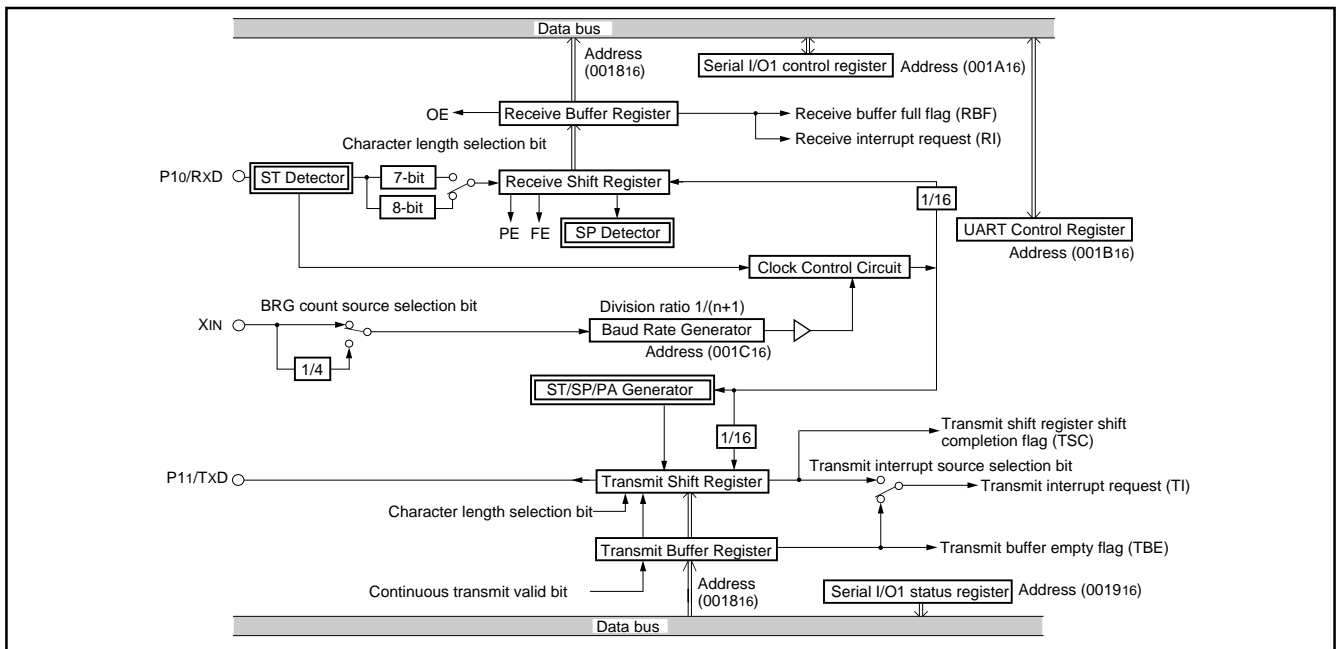 Data bus
Address
(001816)
Serial I/O1 control register
Address (001A16)
OE
Receive Buffer Register
Receive buffer full flag (RBF)
Receive interrupt request (RI)
Character length selection bit
P10/RXD
ST Detector
7-bit
8-bit
Receive Shift Register
1/16
PE
FE
SP Detector
UART Control Register
Address (001B16)
Clock Control Circuit
BRG count source selection bit
Division ratio 1/(n+1)
XIN
Baud Rate Generator
Address (001C16)
1/4
ST/SP/PA Generator
1/16
Transmit shift register shift
completion flag (TSC)
Transmit interrupt source selection bit
P11/TXD
Transmit Shift Register
Transmit interrupt request (TI)
Character length selection bit
Transmit Buffer Register
Transmit buffer empty flag (TBE)
Continuous transmit valid bit
Address
(001816)
Serial I/O1 status register
Address (001916)
Data bus